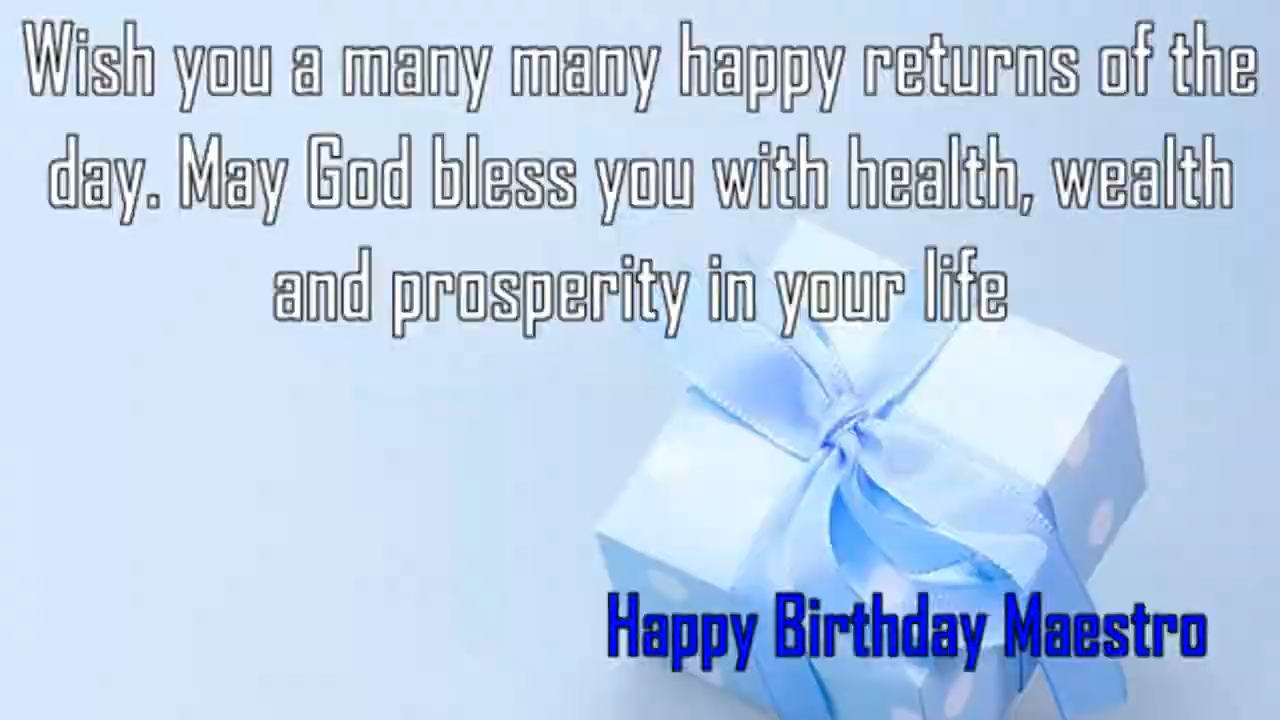 Wish you a many many happy returns of the
day. May God bless you with health, wealth
and prosperity in your life
Happy Birthday Maestro